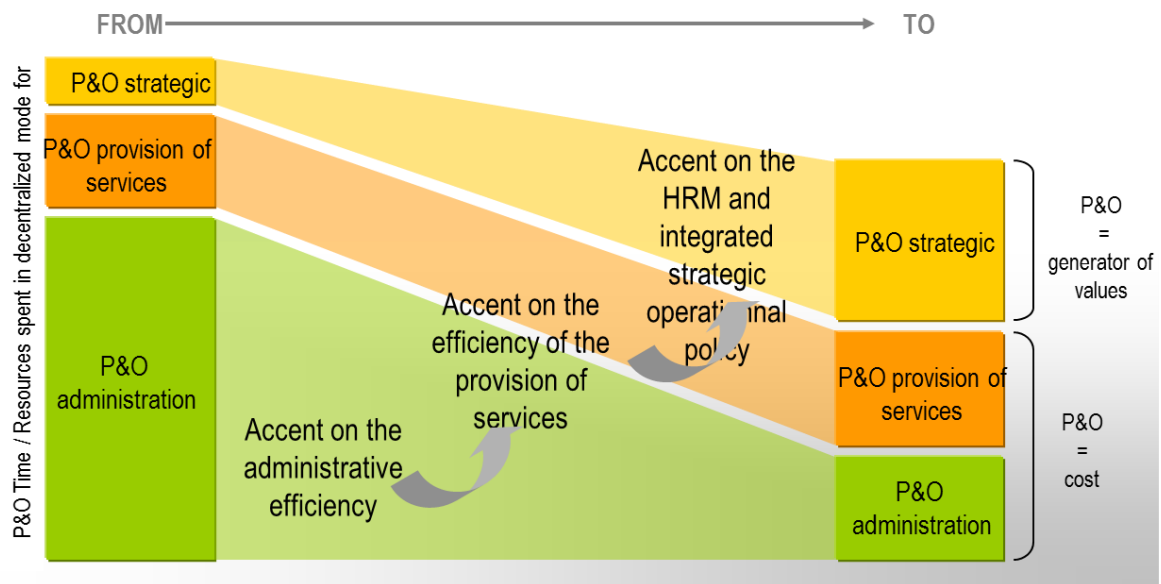 FROM
TO
P&O Time / Resources spent in decentralized mode for
P&O strategic
P&O provision of
services
P&O
administration
Accent on the
administrative
efficiency
Accent on the
efficiency of the
provision of
services
Accent on the
HRM and
integrated
strategic
operationnal
policy
P&O strategic
P&O provision of
services
P&O
administration
P&O
=
generator of
values
P&O
=
cost